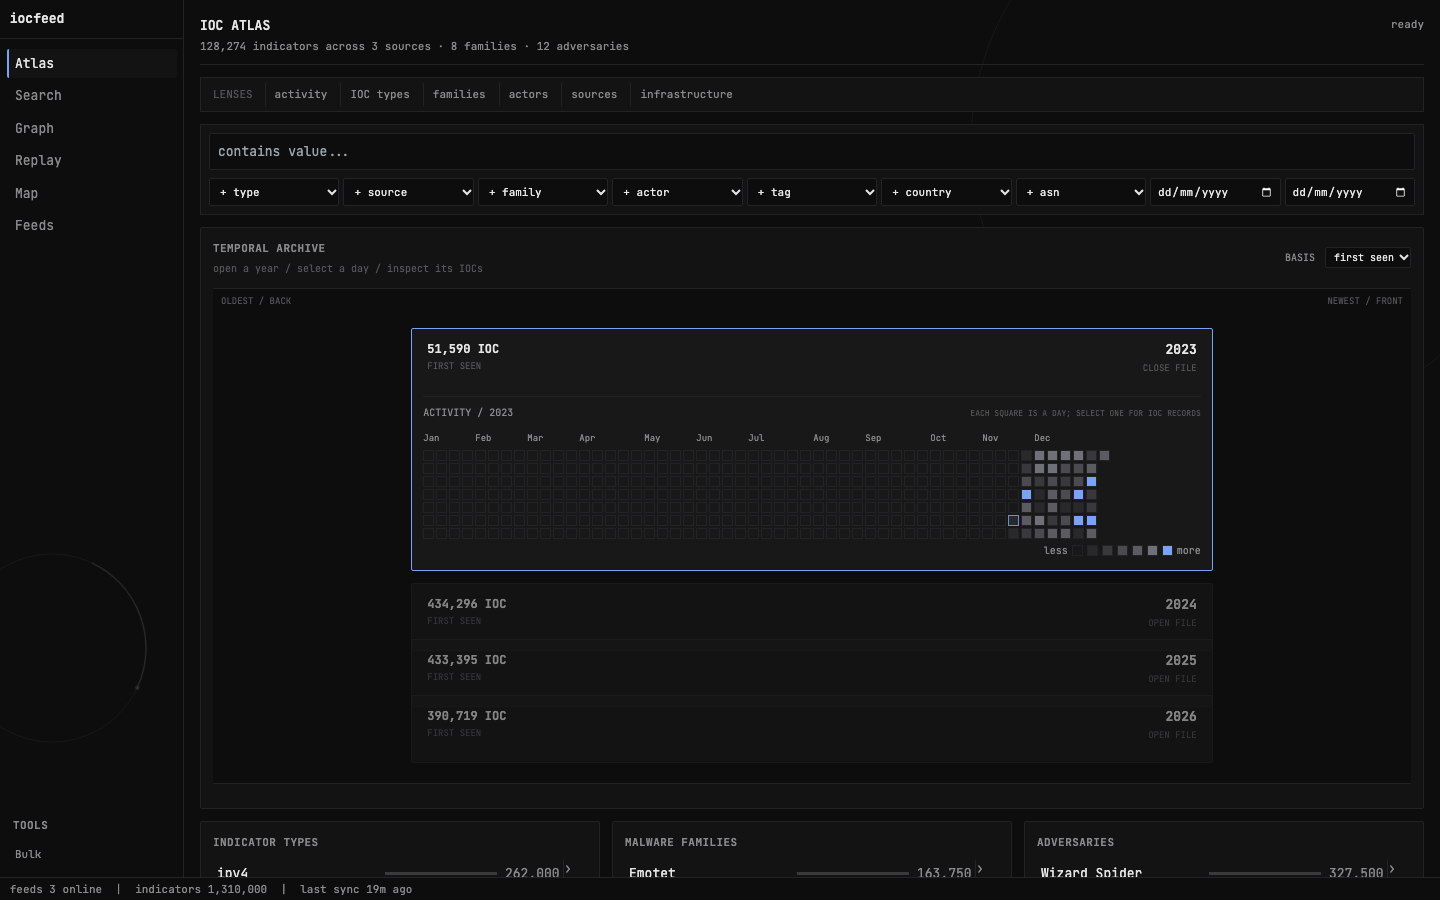 iocfeed
Atlas
Search
Graph
Replay
Map
Feeds
TOOLS
Bulk
IOC ATLAS
ready
128,274 indicators across 3 sources · 8 families · 12 adversaries
LENSES activity IOC types families actors sources infrastructure
contains value...
+ type + source + family + actor + tag + country + asn dd/mm/yyyy dd/mm/yyyy
TEMPORAL ARCHIVE
open a year / select a day / inspect its IOCs
BASIS first seen
OLDEST / BACK NEWEST / FRONT
51,590 IOC 2023
FIRST SEEN CLOSE FILE
ACTIVITY / 2023 EACH SQUARE IS A DAY; SELECT ONE FOR IOC RECORDS
Jan Feb Mar Apr May Jun Jul Aug Sep Oct Nov Dec
less more
434,296 IOC 2024
FIRST SEEN OPEN FILE
433,395 IOC 2025
FIRST SEEN OPEN FILE
390,719 IOC 2026
FIRST SEEN OPEN FILE
INDICATOR TYPES MALWARE FAMILIES ADVERSARIES
ipv4 262,000 Emotet 163,750 Wizard Spider 327,500
feeds 3 online | indicators 1,310,000 | last sync 19m ago